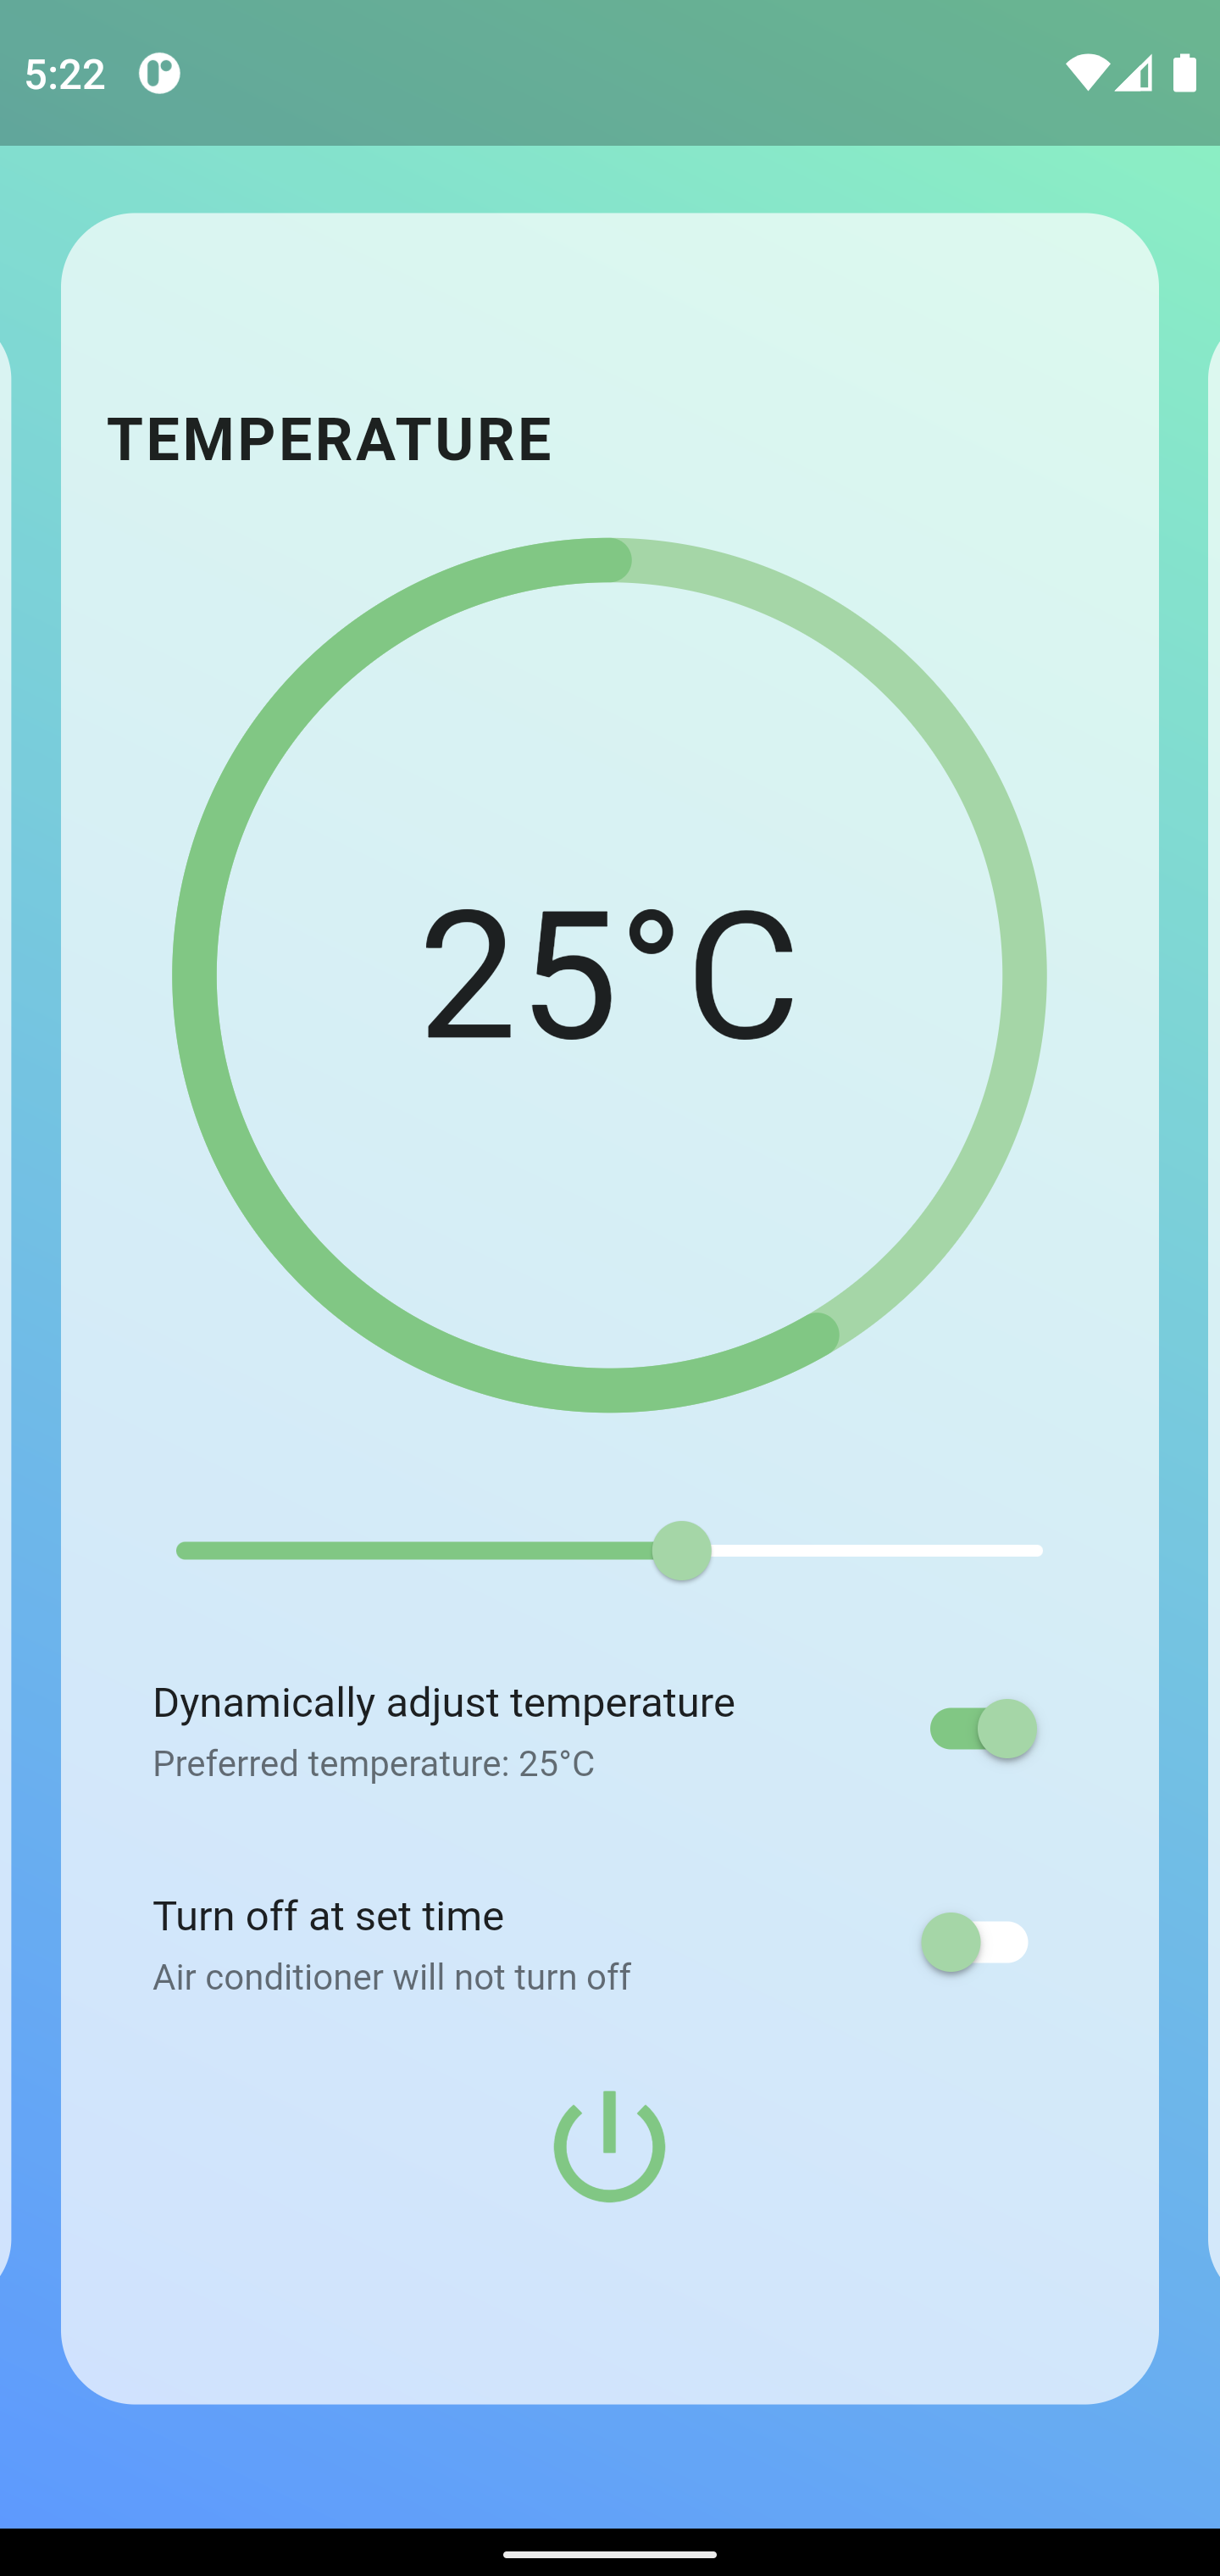 5:22
TEMPERATURE
25°C
Dynamically adjust temperature
Preferred temperature: 25°C
Turn off at set time
Air conditioner will not turn off